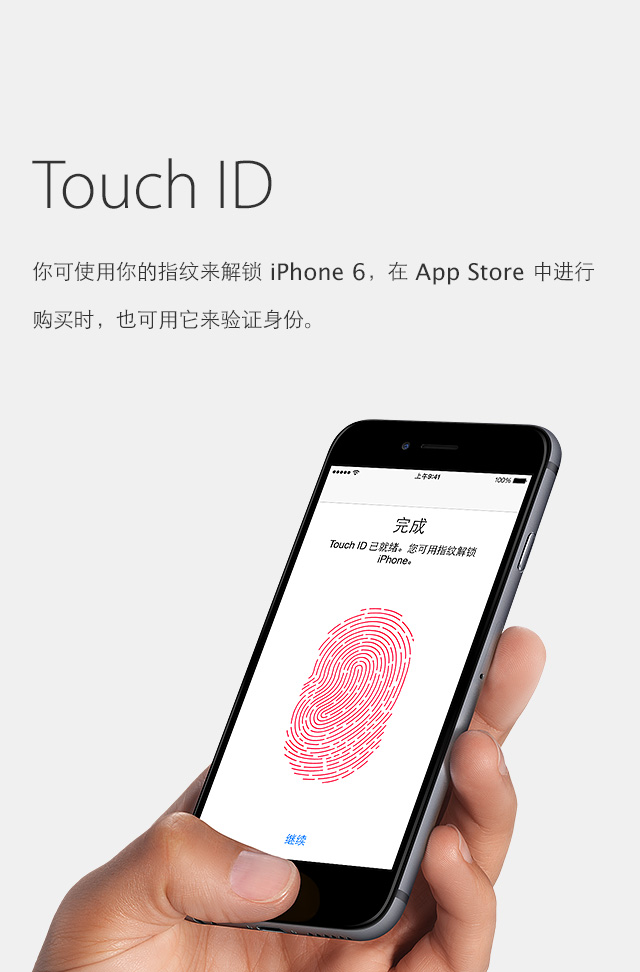 Touch ID
你可使用你的指纹来解锁 iPhone 6，在 App Store 中进行
购买时，也可用它来验证身份。
上午9:41
100%
完成
Touch ID 已就绪。您可用指纹解锁
iPhone。
继续